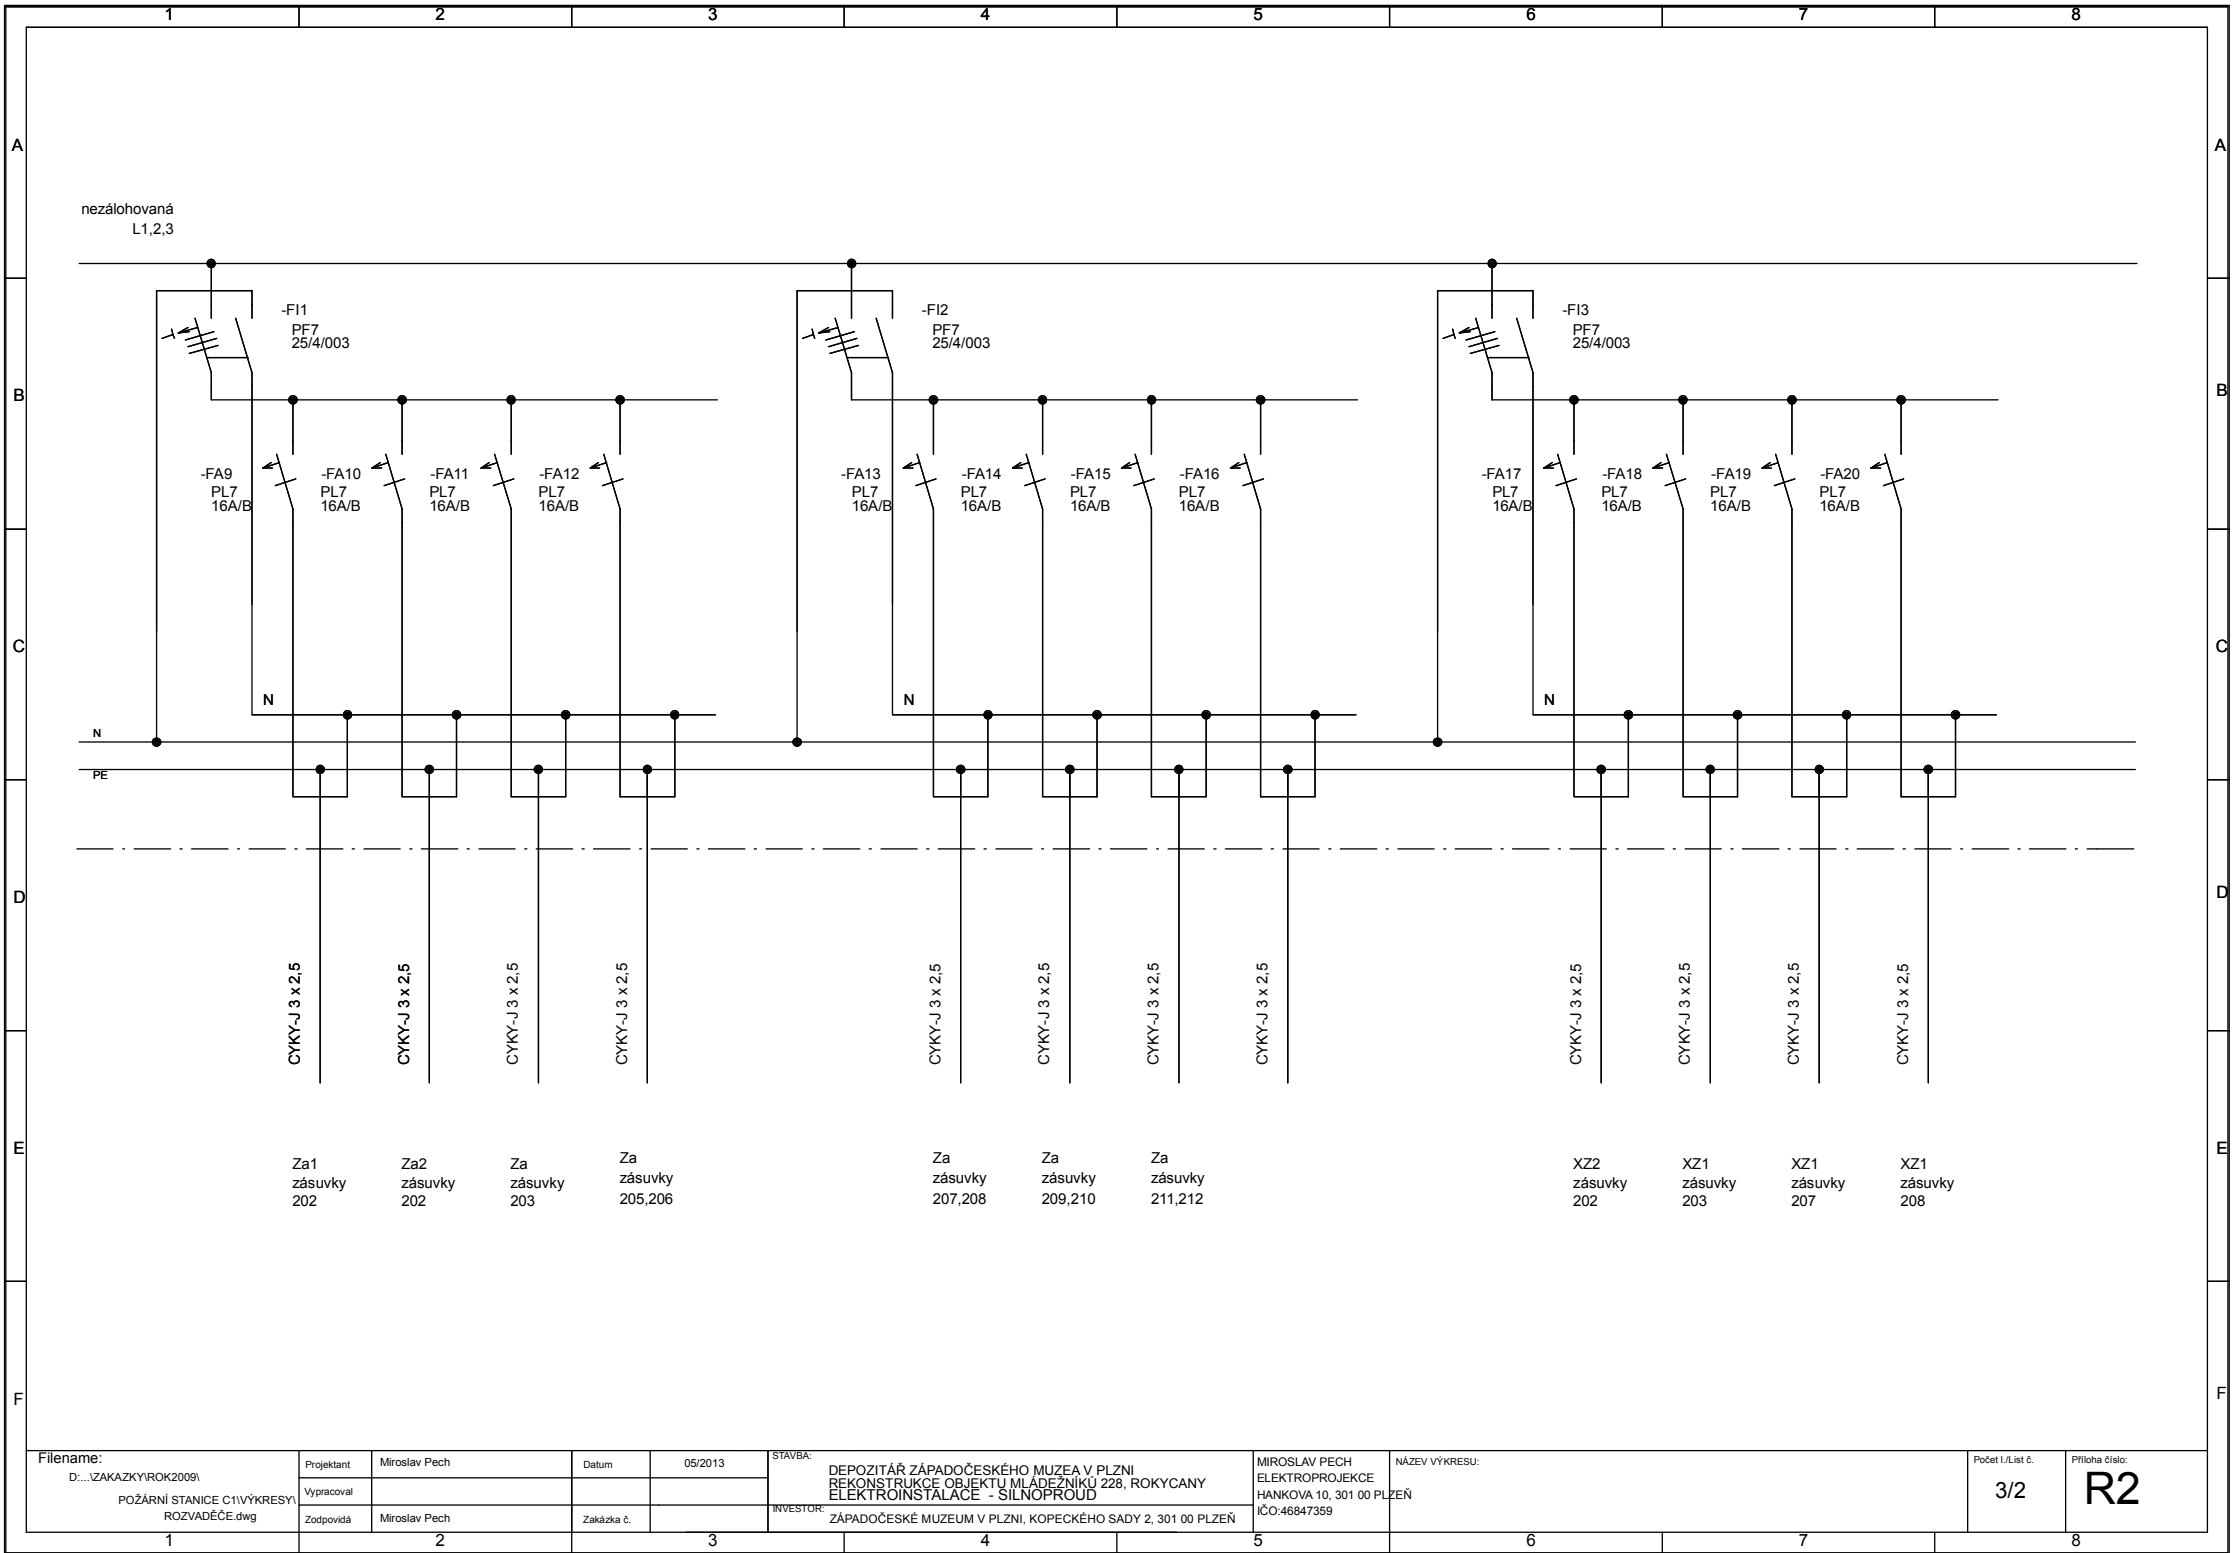 1 2 3 4 5 6 7 8
A A
nezálohovaná
L1,2,3
-FI1
PF7
25/4/003
-FI2
PF7
25/4/003
-FI3
PF7
25/4/003
B B
-FA9
PL7
16A/B
-FA10
PL7
16A/B
-FA11
PL7
16A/B
-FA12
PL7
16A/B
-FA13
PL7
16A/B
-FA14
PL7
16A/B
-FA15
PL7
16A/B
-FA16
PL7
16A/B
-FA17
PL7
16A/B
-FA18
PL7
16A/B
-FA19
PL7
16A/B
-FA20
PL7
16A/B
C C
N N N
N
PE
D D
CYKY-J 3 x 2,5
CYKY-J 3 x 2,5
CYKY-J 3 x 2,5
CYKY-J 3 x 2,5
CYKY-J 3 x 2,5
CYKY-J 3 x 2,5
CYKY-J 3 x 2,5
CYKY-J 3 x 2,5
CYKY-J 3 x 2,5
CYKY-J 3 x 2,5
CYKY-J 3 x 2,5
CYKY-J 3 x 2,5
E E
Za1
zásuvky
202
Za2
zásuvky
202
Za
zásuvky
203
Za
zásuvky
205,206
Za
zásuvky
207,208
Za
zásuvky
209,210
Za
zásuvky
211,212
XZ2
zásuvky
202
XZ1
zásuvky
203
XZ1
zásuvky
207
XZ1
zásuvky
208
F F
Filename:
D:...\ZAKAZKY\ROK2009\
POŽÁRNÍ STANICE C1\VÝKRESY\
ROZVADĚČE.dwg
Projektant Miroslav Pech Datum 05/2013
Vypracoval
Zodpovídá Miroslav Pech Zakázka č.
STAVBA:
DEPOZITÁŘ ZÁPADOČESKÉHO MUZEA V PLZNI
REKONSTRUKCE OBJEKTU MLÁDEŽNÍKŮ 228, ROKYCANY
ELEKTROINSTALACE - SILNOPROUD
INVESTOR:
ZÁPADOČESKÉ MUZEUM V PLZNI, KOPECKÉHO SADY 2, 301 00 PLZEŇ
MIROSLAV PECH
ELEKTROPROJEKCE
HANKOVA 10, 301 00 PLZEŇ
IČO:46847359
NÁZEV VÝKRESU:
Počet l./List č.
3/2
Příloha číslo:
R2
1 2 3 4 5 6 7 8